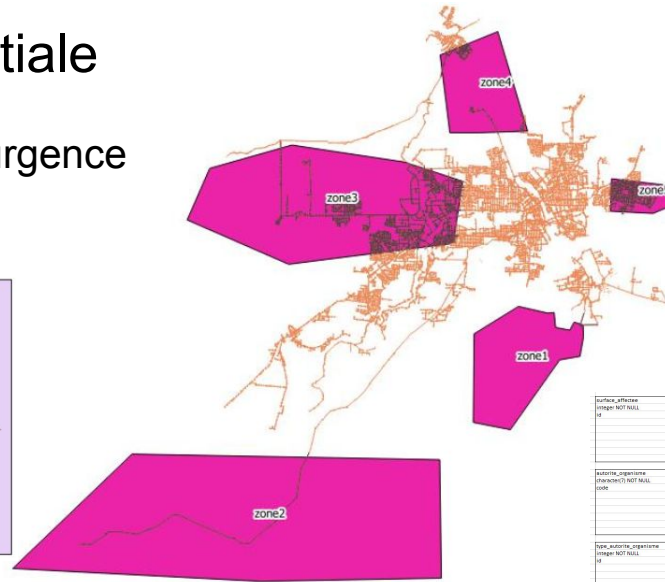 tiale
urgence
zone4
zone3
zone
zone1
zone2
surface_affectee
integer NOT NULL
id
autorite_organisme
character(7) NOT NULL
code
type_autorite_organisme
integer NOT NULL
id